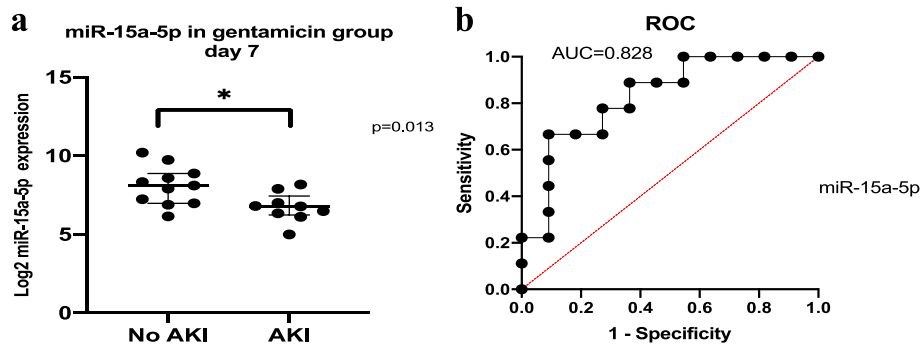 a
miR-15a-5p in gentamicin group
day 7
Log2 miR-15a-5p expression
15
10
5
0
*
p=0.013
No AKI
AKI
b
ROC
AUC=0.828
Sensitivity
1.0
0.8
0.6
0.4
0.2
0.0
miR-15a-5p
0.0 0.2 0.4 0.6 0.8 1.0
1 - Specificity